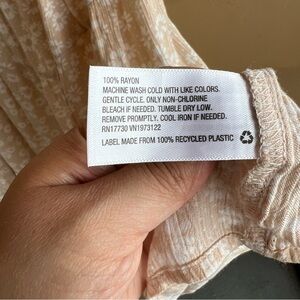 100% RAYON
MACHINE WASH COLD WITH LIKE COLORS.
GENTLE CYCLE. ONLY NON-CHLORINE
BLEACH IF NEEDED. TUMBLE DRY LOW.
REMOVE PROMPTLY. COOL IRON IF NEEDED.
RN17730 VN1973122
LABEL MADE FROM 100% RECYCLED PLASTIC